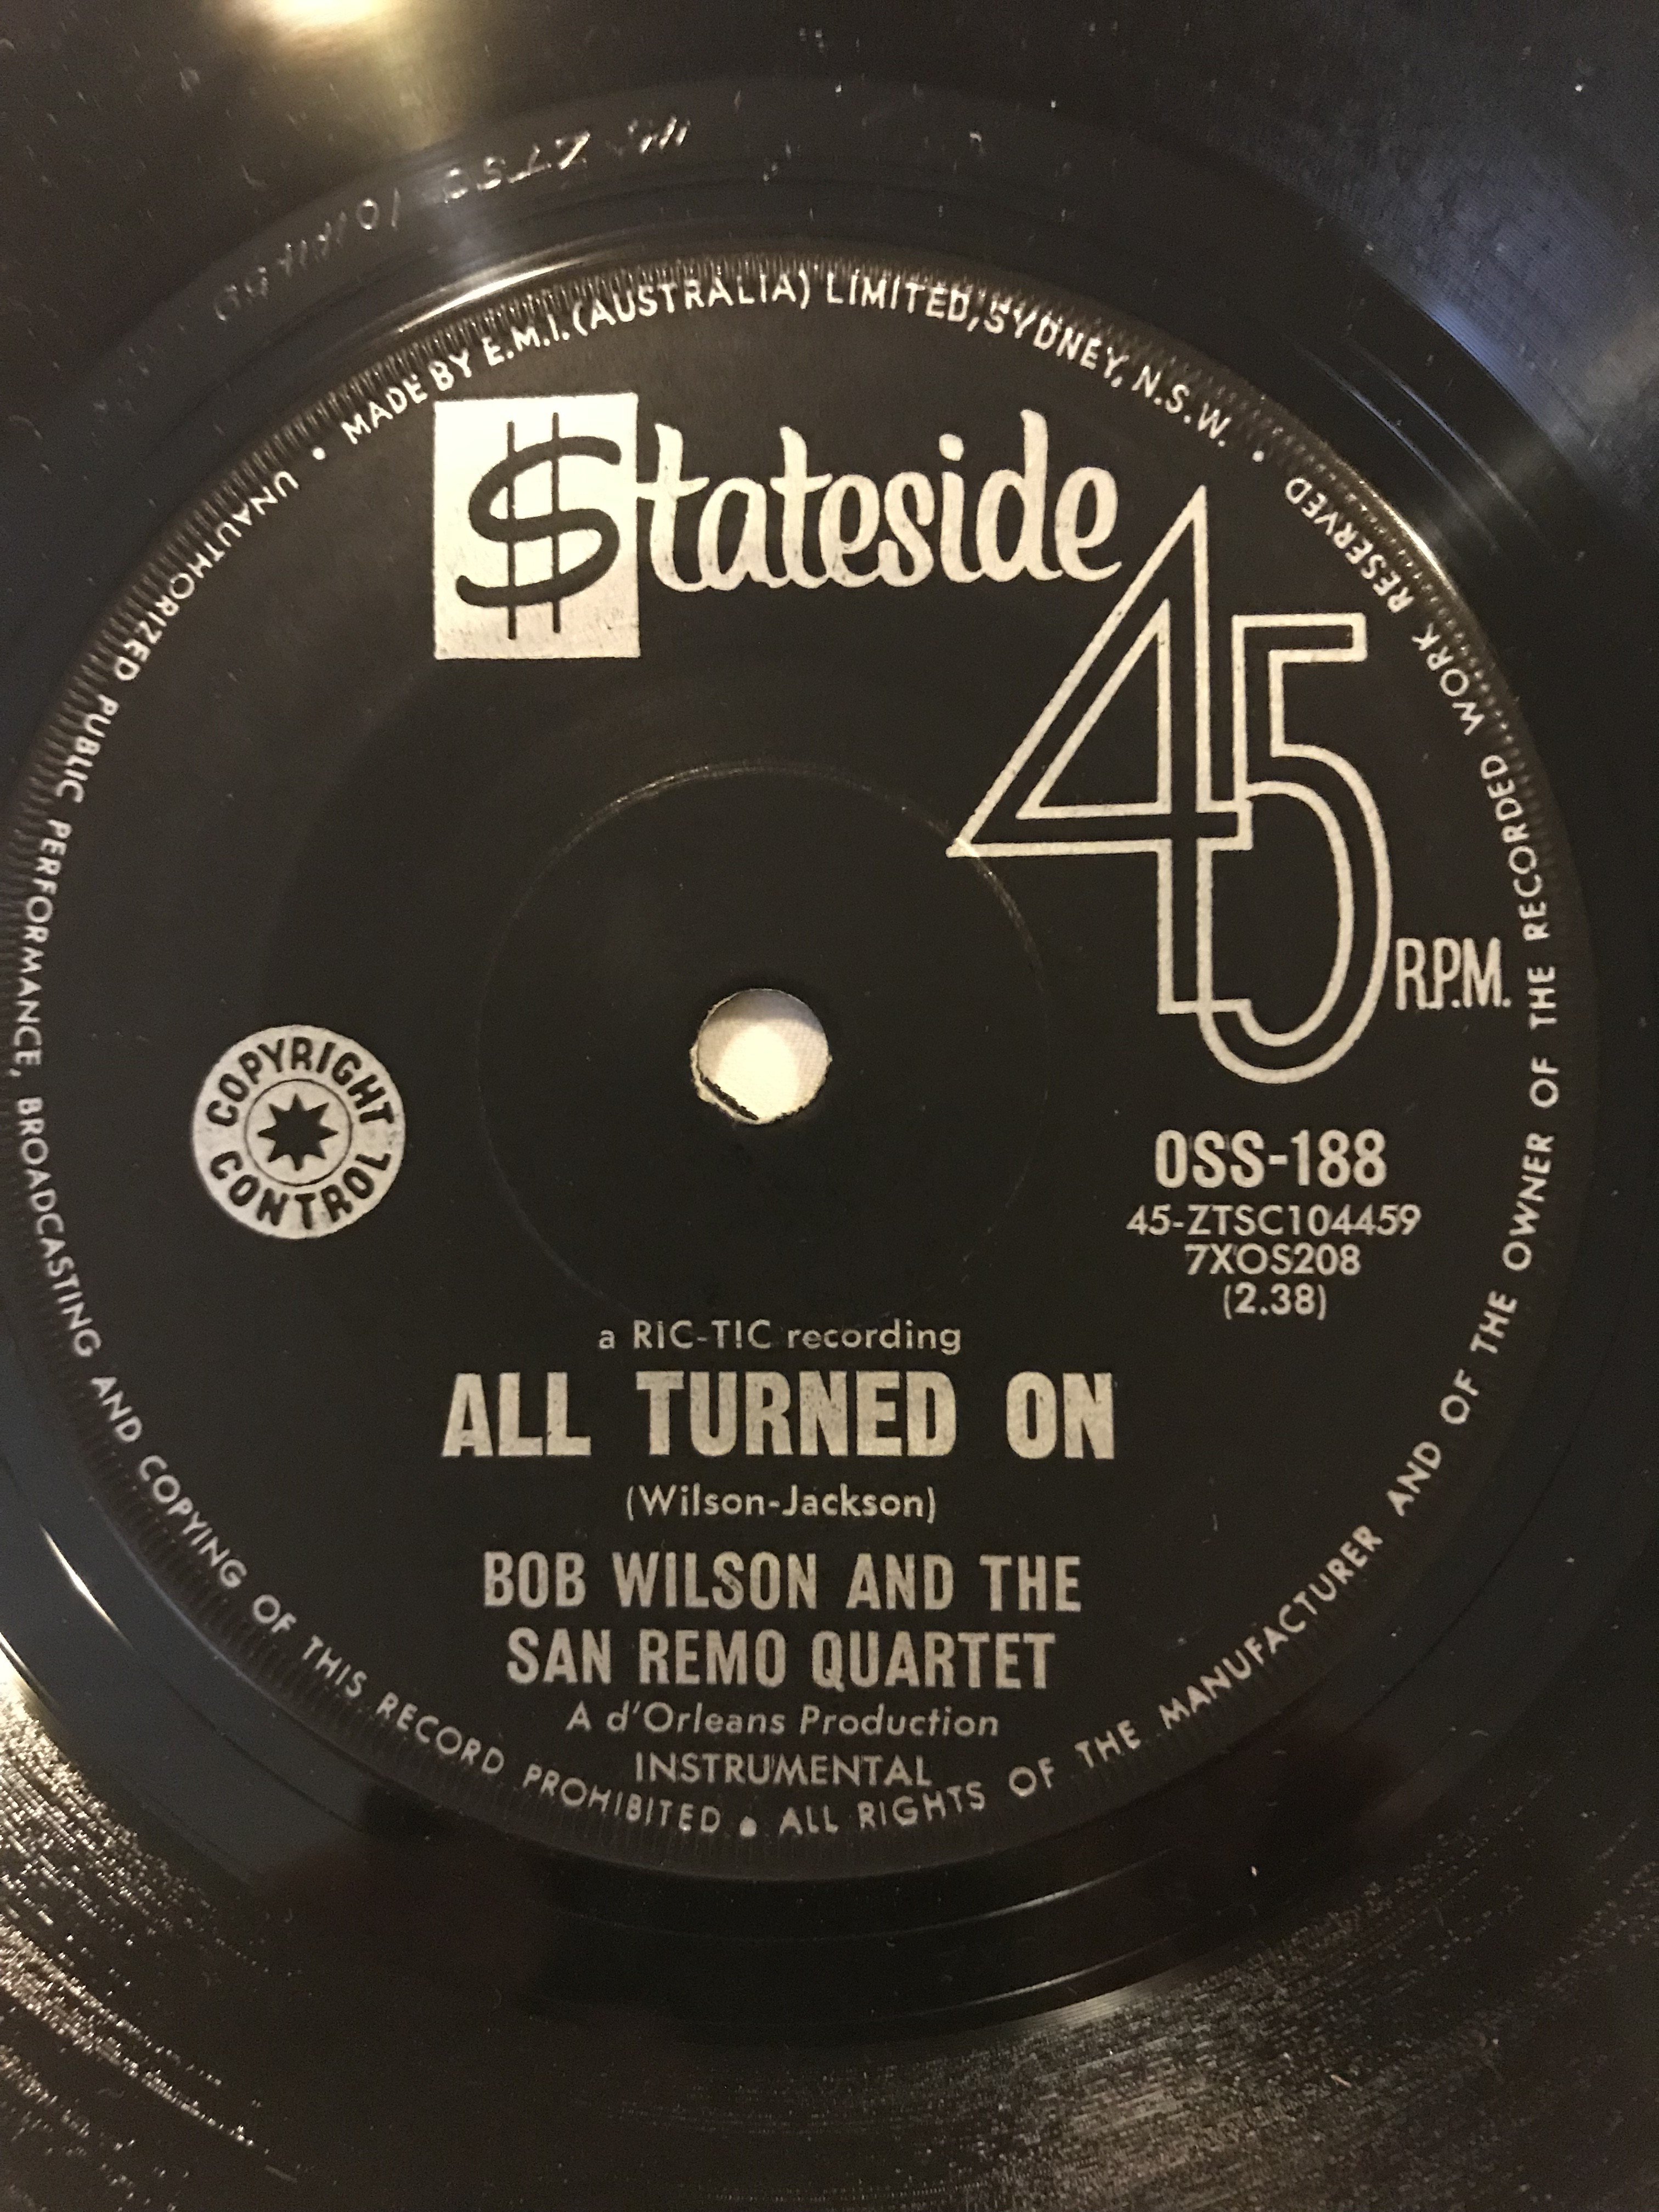 MADE BY E.M.I. (AUSTRALIA) LIMITED, SYDNEY, N.S.W. •
$tateside
45 R.P.M.
COPYRIGHT CONTROL
OSS-188
45-ZTSC104459
7XOS208
(2.38)
a RIC-TIC recording
ALL TURNED ON
(Wilson-Jackson)
BOB WILSON AND THE
SAN REMO QUARTET
A d'Orleans Production
INSTRUMENTAL
UNAUTHORIZED PUBLIC PERFORMANCE, BROADCASTING AND COPYING OF THIS RECORD PROHIBITED • ALL RIGHTS OF THE MANUFACTURER AND OF THE OWNER OF THE RECORDED WORK RESERVED